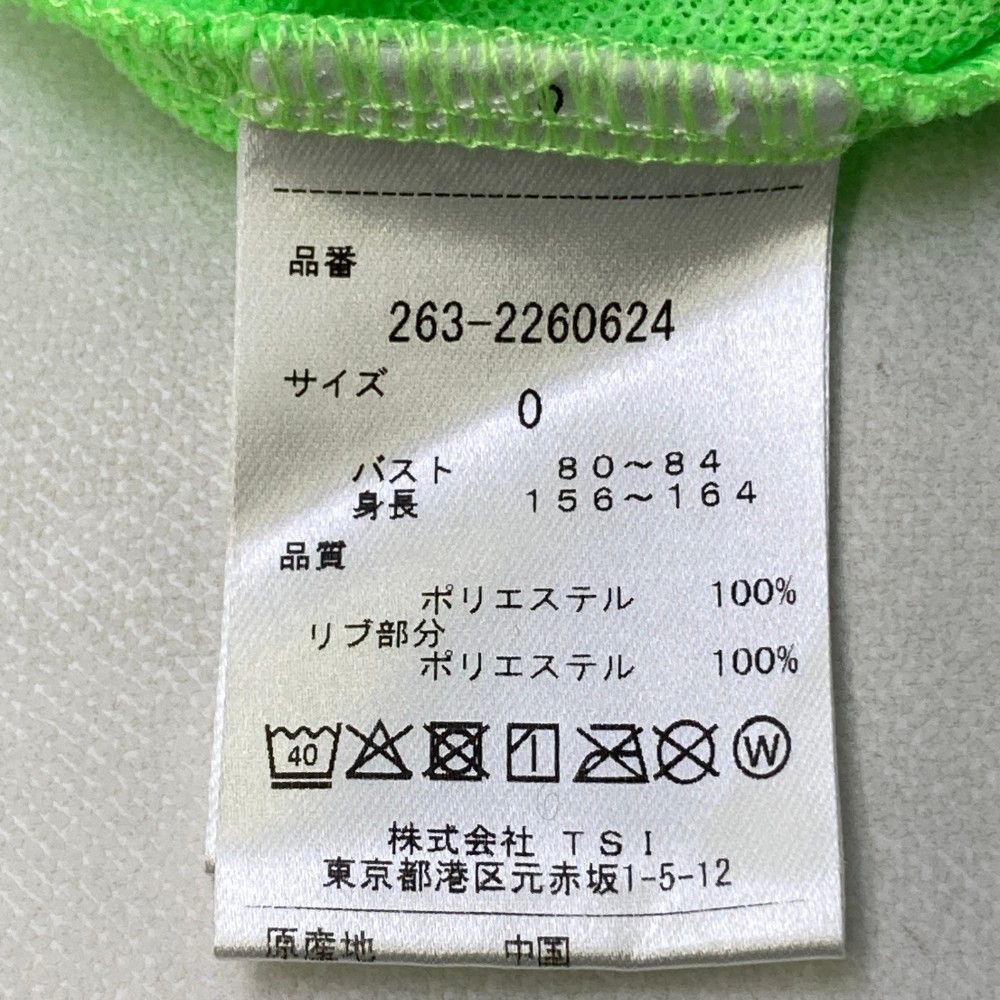 品番
263-2260624
サイズ
0
バスト 80～84
身長 156～164
品質
ポリエステル 100%
リブ部分
ポリエステル 100%
40 W
株式会社 TSI
東京都港区元赤坂1-5-12
原産地 中国